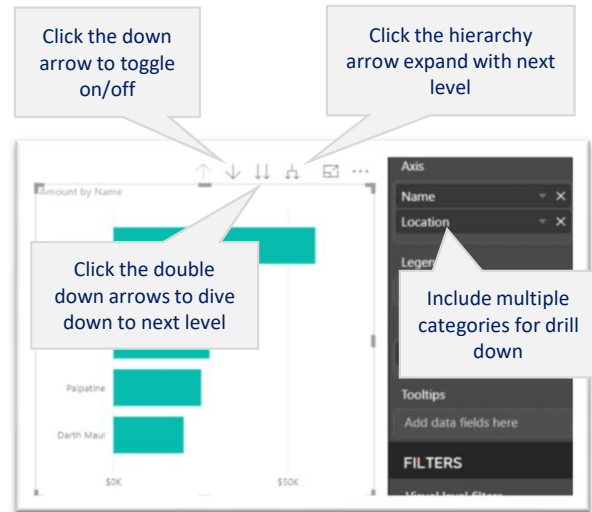 Click the down
arrow to toggle
on/off
Click the hierarchy
arrow expand with next
level
Amount by Name
Click the double
down arrows to dive
down to next level
Palpatine
Darth Maul
$0K
$50K
Axis
Name
Location
Include multiple
categories for drill
down
Tooltips
Add data fields here
FILTERS